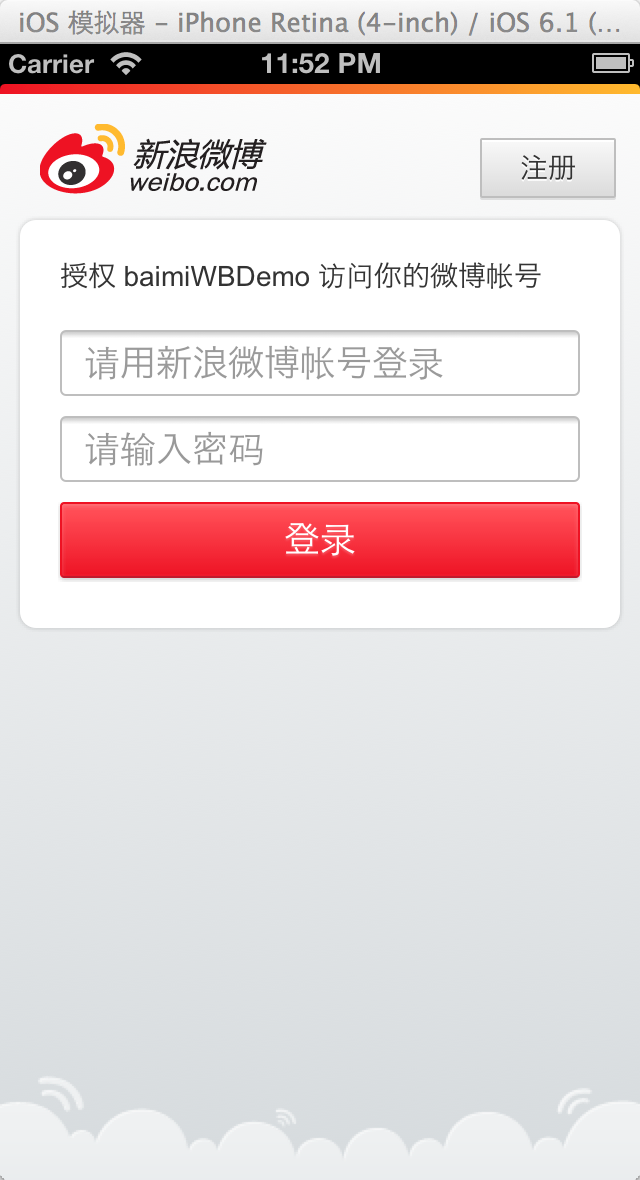 iOS 模拟器 – iPhone Retina (4-inch) / iOS 6.1 (...
Carrier 11:52 PM
新浪微博
weibo.com
注册
授权 baimiWBDemo 访问你的微博帐号
请用新浪微博帐号登录
请输入密码
登录